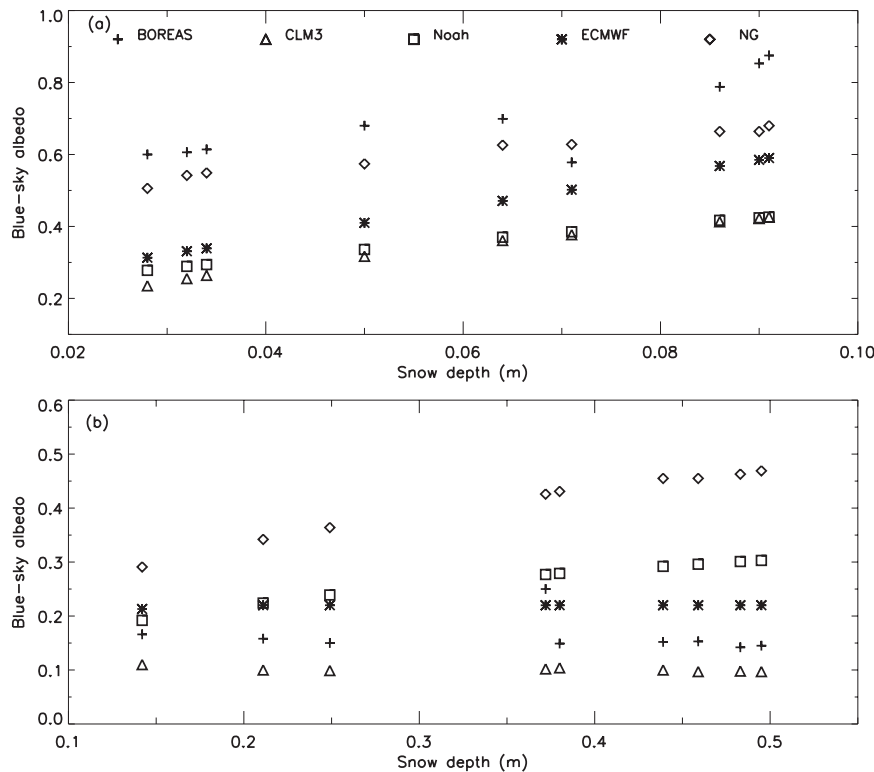 (a)
BOREAS CLM3 Noah ECMWF NG
1.0
0.8
0.6
0.4
0.2
Blue-sky albedo
0.02 0.04 0.06 0.08 0.10
Snow depth (m)
(b)
0.6
0.5
0.4
0.3
0.2
0.1
0.0
Blue-sky albedo
0.1 0.2 0.3 0.4 0.5
Snow depth (m)